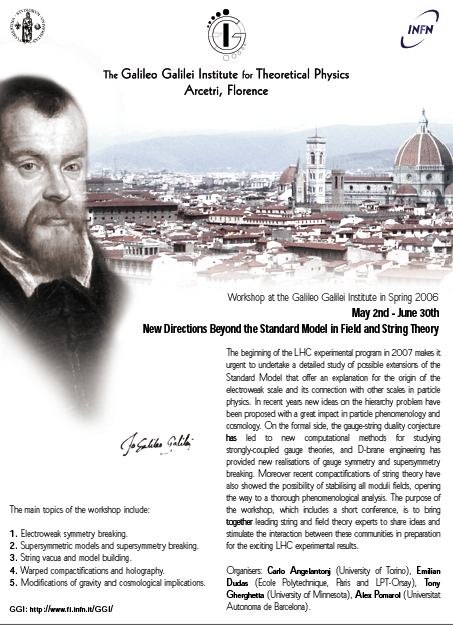 INFN
The Galileo Galilei Institute for Theoretical Physics
Arcetri, Florence
Workshop at the Galileo Galilei Institute in Spring 2006
May 2nd - June 30th
New Directions Beyond the Standard Model in Field and String Theory
The beginning of the LHC experimental program in 2007 makes it
urgent to undertake a detailed study of possible extensions of the
Standard Model that offer an explanation for the origin of the
electroweak scale and its connection with other scales in particle
physics. In recent years new ideas on the hierarchy problem have
been proposed with a great impact in particle phenomenology and
cosmology. On the formal side, the gauge-string duality conjecture
has led to new computational methods for studying
strongly-coupled gauge theories, and D-brane engineering has
provided new realisations of gauge symmetry and supersymmetry
breaking. Moreover recent compactifications of string theory have
also showed the possibility of stabilising all moduli fields, opening
the way to a thorough phenomenological analysis. The purpose of
the workshop, which includes a short conference, is to bring
together leading string and field theory experts to share ideas and
stimulate the interaction between these communities in preparation
for the exciting LHC experimental results.
Organisers: Carlo Angelantonj (University of Torino), Emilian
Dudas (Ecole Polytechnique, Paris and LPT-Orsay), Tony
Gherghetta (University of Minnesota), Alex Pomarol (Universitat
Autonoma de Barcelona).
Io Galileo Galilei
The main topics of the workshop include:
1. Electroweak symmetry breaking.
2. Supersymmetric models and supersymmetry breaking.
3. String vacua and model building.
4. Warped compactifications and holography.
5. Modifications of gravity and cosmological implications.
GGI: http://www.fi.infn.it/GGI/